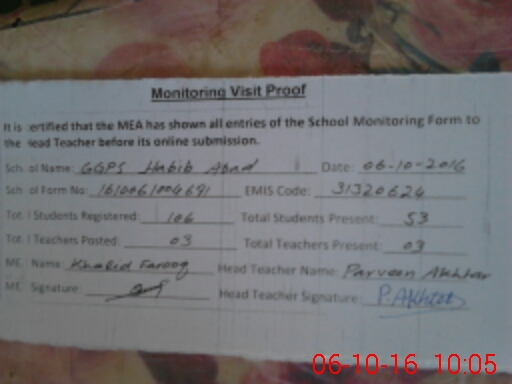 Monitoring Visit Proof
It is certified that the MEA has shown all entries of the School Monitoring Form to
the Head Teacher before its online submission.
School Name: GGPS Habib Abad Date: 06-10-2016
School Form No: EMIS Code: 31320624
Total Students Registered: 106 Total Students Present: 53
Total Teachers Posted: 03 Total Teachers Present: 03
MEA Name: Khalid Farooq Head Teacher Name: Parveen Akhtar
MEA Signature: Head Teacher Signature: P. Akhtar
06-10-16 10:05